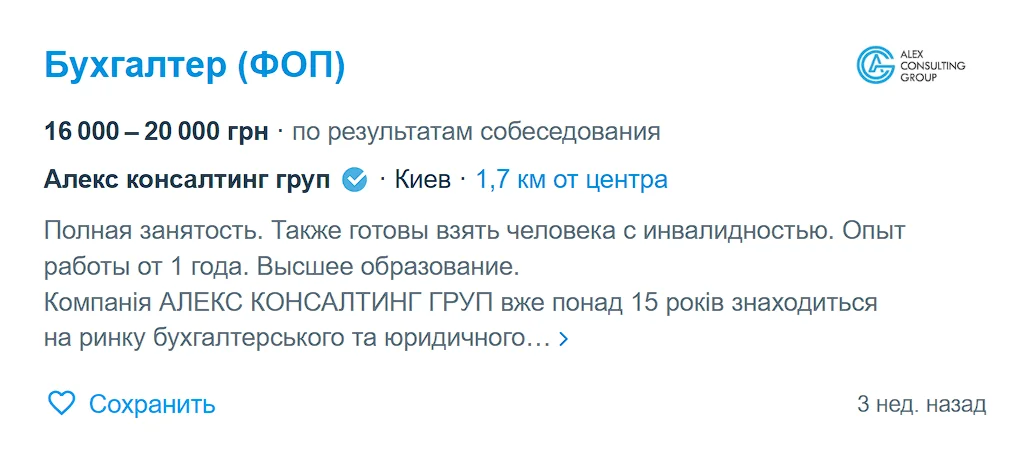 Бухгалтер (ФОП)
ALEX
CONSULTING
GROUP
16 000 – 20 000 грн · по результатам собеседования
Алекс консалтинг груп · Киев · 1,7 км от центра
Полная занятость. Также готовы взять человека с инвалидностью. Опыт
работы от 1 года. Высшее образование.
Компанія АЛЕКС КОНСАЛТИНГ ГРУП вже понад 15 років знаходиться
на ринку бухгалтерського та юридичного…
Сохранить
3 нед. назад